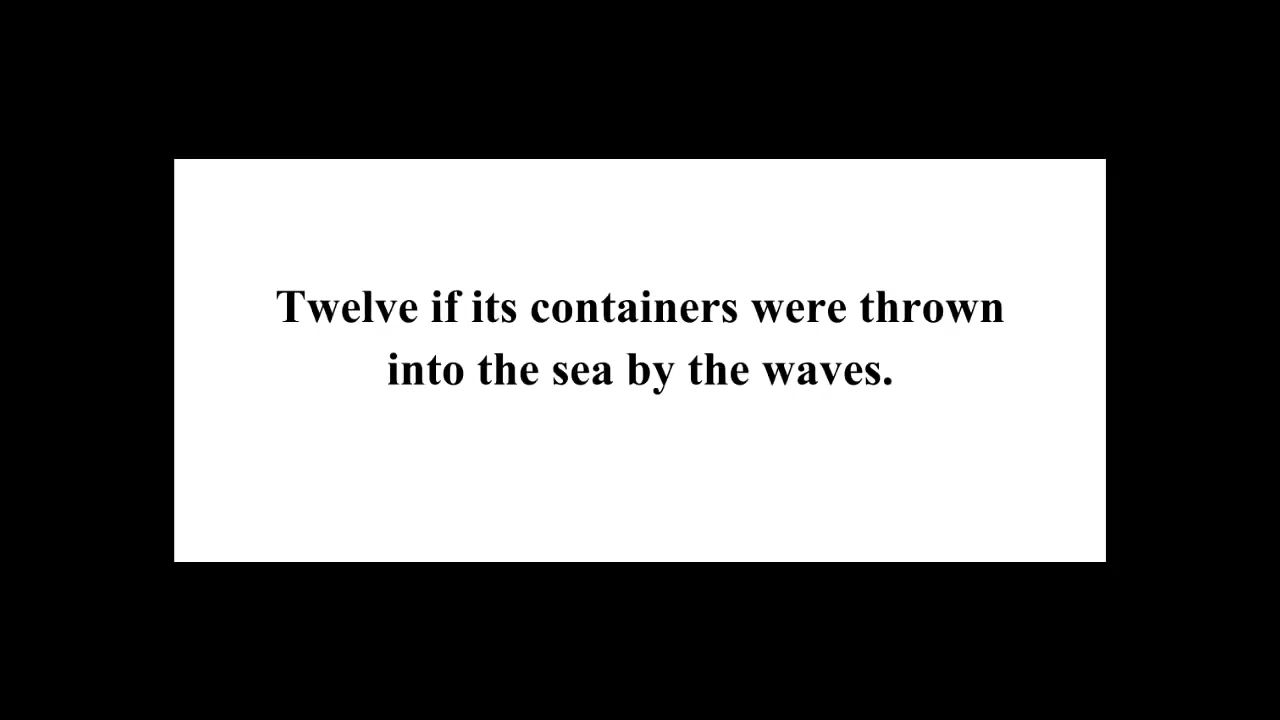 Twelve if its containers were thrown
into the sea by the waves.